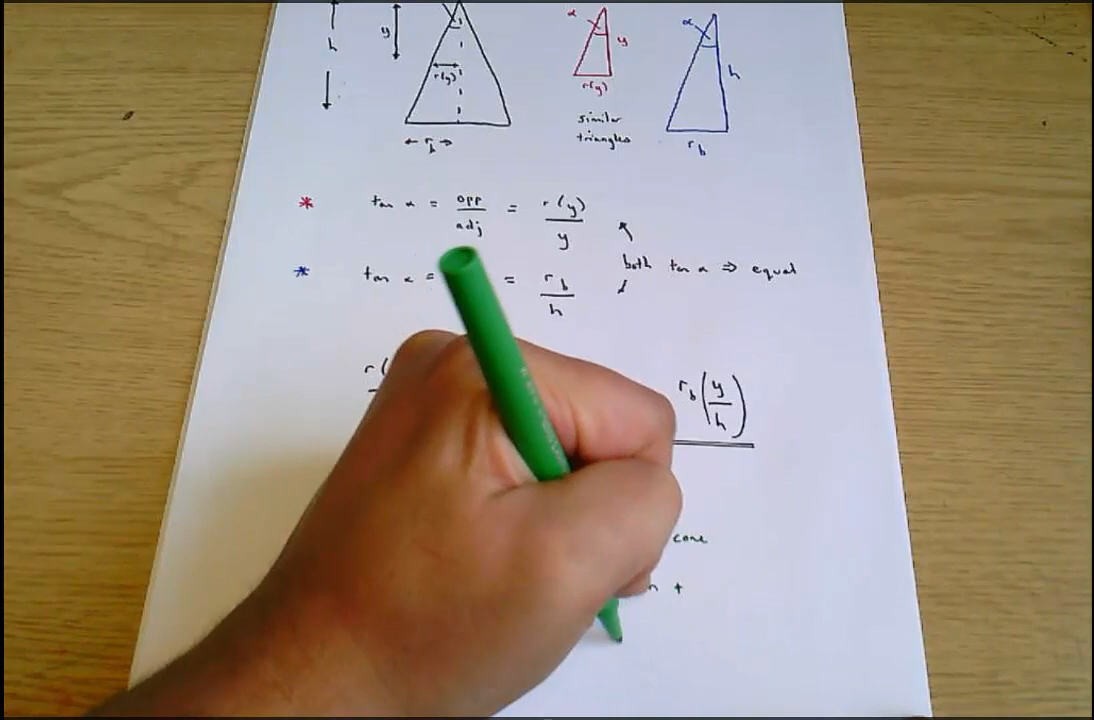 h
y
α
y
α
h
r(y)
r(y)
similar
triangles
← r_b →
r_b
* tan α = opp/adj = r(y)/y
both tan α ⇒ equal
* tan α = = r_b/h
r( r_b(y/h)
cone
n +